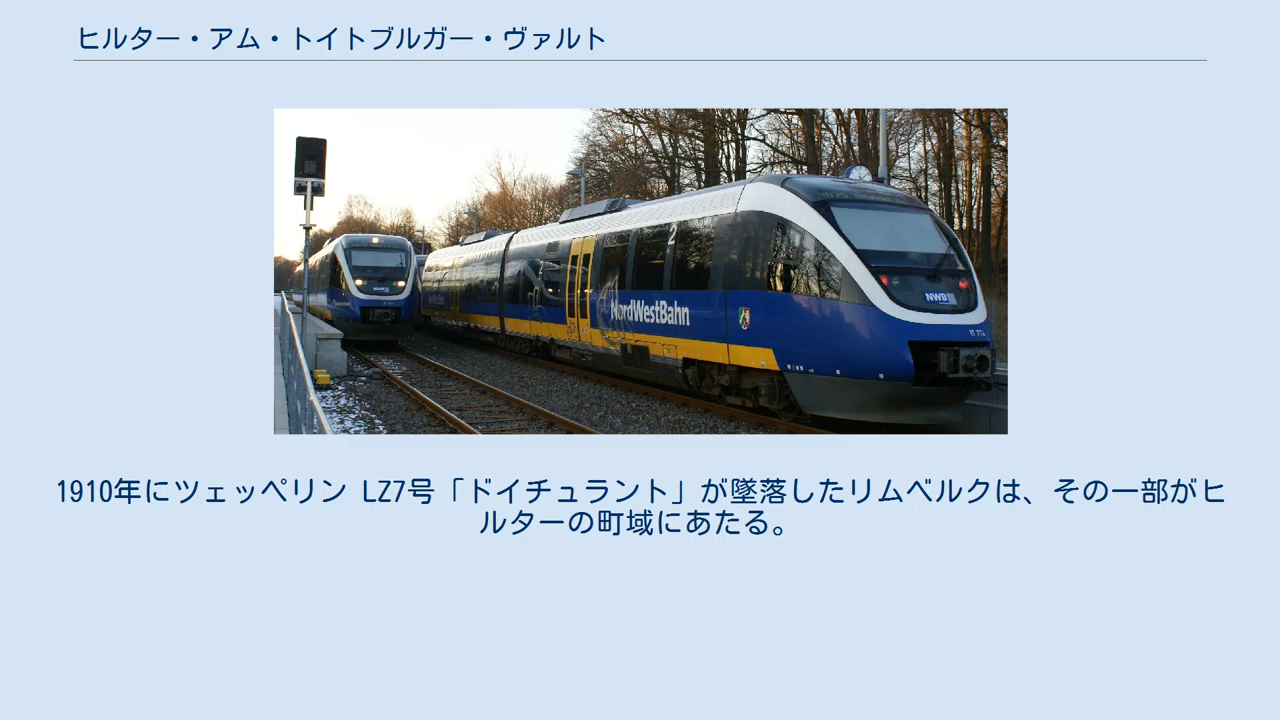 ヒルター・アム・トイトブルガー・ヴァルト
2
NordWestBahn
NWB
VT 774
1910年にツェッペリン LZ7号「ドイチュラント」が墜落したリムベルクは、その一部がヒ
ルターの町域にあたる。